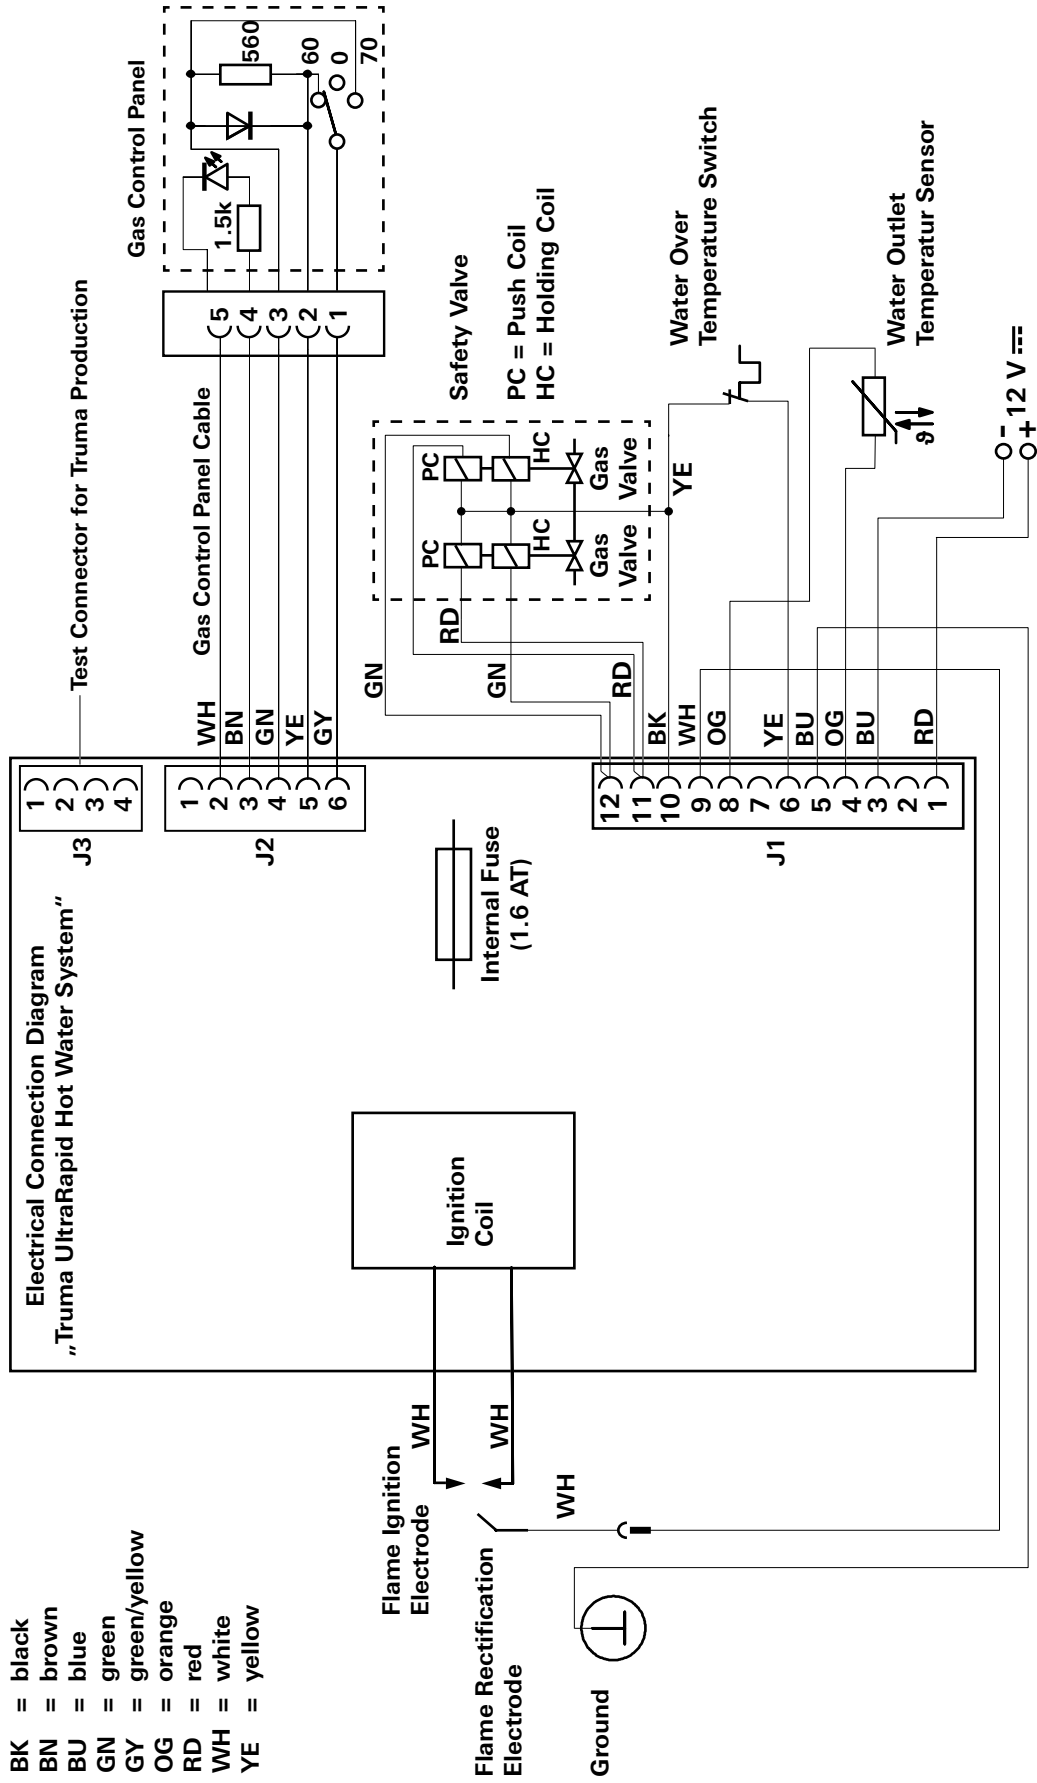 BK = black
BN = brown
BU = blue
GN = green
GY = green/yellow
OG = orange
RD = red
WH = white
YE = yellow
Electrical Connection Diagram
„Truma UltraRapid Hot Water System“
J3
1
2
3
4
Test Connector for Truma Production
J2
1
2
3
4
5
6
WH
BN
GN
YE
GY
Gas Control Panel Cable
5
4
3
2
1
Gas Control Panel
1.5k
560
60
0
70
Internal Fuse
(1.6 AT)
Ignition
Coil
WH
WH
Flame Ignition
Electrode
Flame Rectification
Electrode
WH
Ground
J1
12
11
10
9
8
7
6
5
4
3
2
1
GN
RD
GN
RD
BK
WH
OG
YE
BU
OG
BU
RD
PC
PC
HC
HC
Gas
Valve
Gas
Valve
YE
Safety Valve
PC = Push Coil
HC = Holding Coil
Water Over
Temperature Switch
Water Outlet
Temperatur Sensor
ϑ
-
+ 12 V